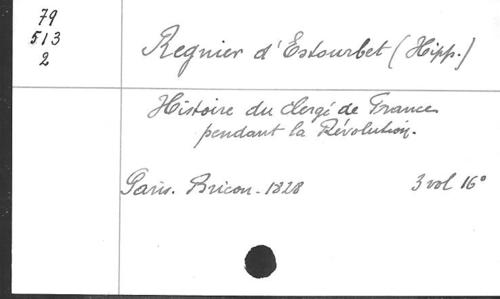 79
513
2
Regnier d'Estourbet (Hipp.)
Histoire du clergé de France
pendant la Révolution.
Paris. Bricon - 1828 3 vol 16°